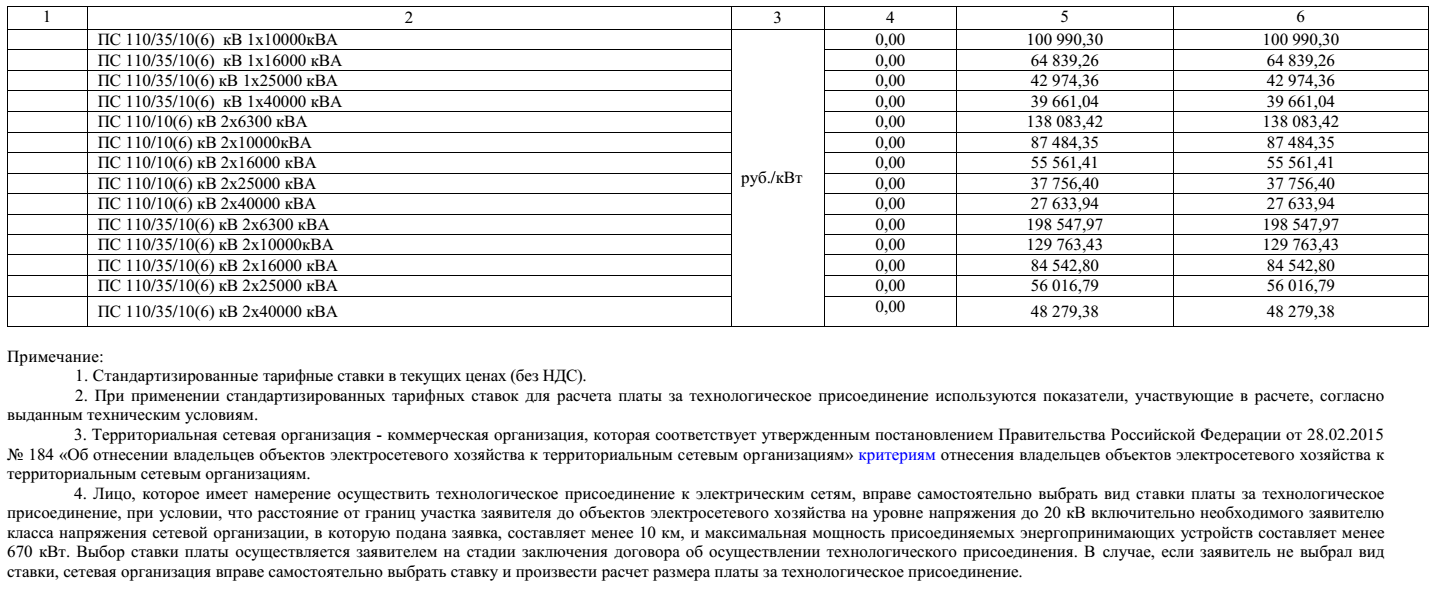 1 2 3 4 5 6
ПС 110/35/10(6) кВ 1х10000кВА 0,00 100 990,30 100 990,30
ПС 110/35/10(6) кВ 1х16000 кВА 0,00 64 839,26 64 839,26
ПС 110/35/10(6) кВ 1х25000 кВА 0,00 42 974,36 42 974,36
ПС 110/35/10(6) кВ 1х40000 кВА 0,00 39 661,04 39 661,04
ПС 110/10(6) кВ 2х6300 кВА 0,00 138 083,42 138 083,42
ПС 110/10(6) кВ 2х10000кВА 0,00 87 484,35 87 484,35
ПС 110/10(6) кВ 2х16000 кВА 0,00 55 561,41 55 561,41
ПС 110/10(6) кВ 2х25000 кВА руб./кВт 0,00 37 756,40 37 756,40
ПС 110/10(6) кВ 2х40000 кВА 0,00 27 633,94 27 633,94
ПС 110/35/10(6) кВ 2х6300 кВА 0,00 198 547,97 198 547,97
ПС 110/35/10(6) кВ 2х10000кВА 0,00 129 763,43 129 763,43
ПС 110/35/10(6) кВ 2х16000 кВА 0,00 84 542,80 84 542,80
ПС 110/35/10(6) кВ 2х25000 кВА 0,00 56 016,79 56 016,79
ПС 110/35/10(6) кВ 2х40000 кВА 0,00 48 279,38 48 279,38
Примечание:
1. Стандартизированные тарифные ставки в текущих ценах (без НДС).
2. При применении стандартизированных тарифных ставок для расчета платы за технологическое присоединение используются показатели, участвующие в расчете, согласно
выданным техническим условиям.
3. Территориальная сетевая организация - коммерческая организация, которая соответствует утвержденным постановлением Правительства Российской Федерации от 28.02.2015
№ 184 «Об отнесении владельцев объектов электросетевого хозяйства к территориальным сетевым организациям» критериям отнесения владельцев объектов электросетевого хозяйства к
территориальным сетевым организациям.
4. Лицо, которое имеет намерение осуществить технологическое присоединение к электрическим сетям, вправе самостоятельно выбрать вид ставки платы за технологическое
присоединение, при условии, что расстояние от границ участка заявителя до объектов электросетевого хозяйства на уровне напряжения до 20 кВ включительно необходимого заявителю
класса напряжения сетевой организации, в которую подана заявка, составляет менее 10 км, и максимальная мощность присоединяемых энергопринимающих устройств составляет менее
670 кВт. Выбор ставки платы осуществляется заявителем на стадии заключения договора об осуществлении технологического присоединения. В случае, если заявитель не выбрал вид
ставки, сетевая организация вправе самостоятельно выбрать ставку и произвести расчет размера платы за технологическое присоединение.